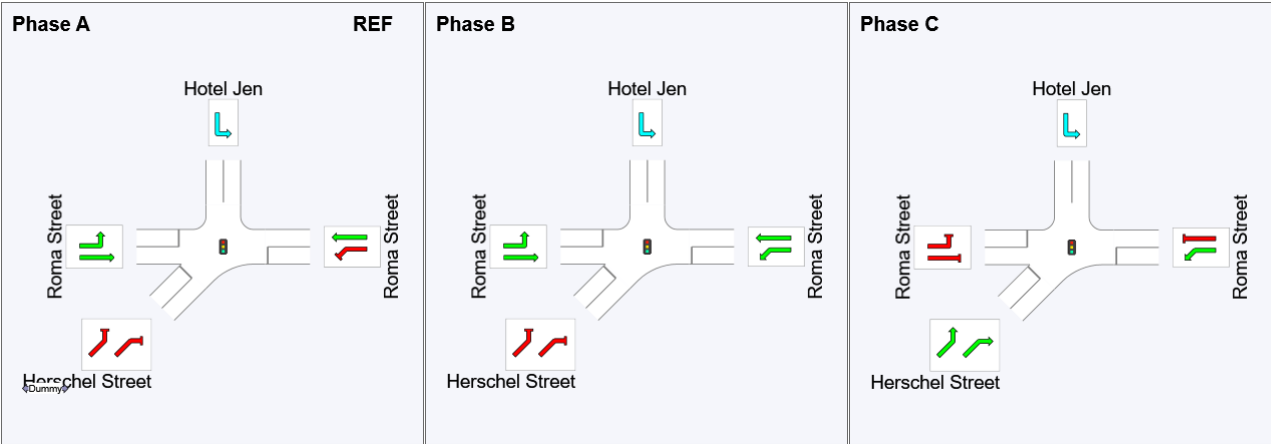 Phase A REF
Hotel Jen
Roma Street
Roma Street
Herschel Street
Dummy
Phase B
Hotel Jen
Roma Street
Roma Street
Herschel Street
Phase C
Hotel Jen
Roma Street
Roma Street
Herschel Street